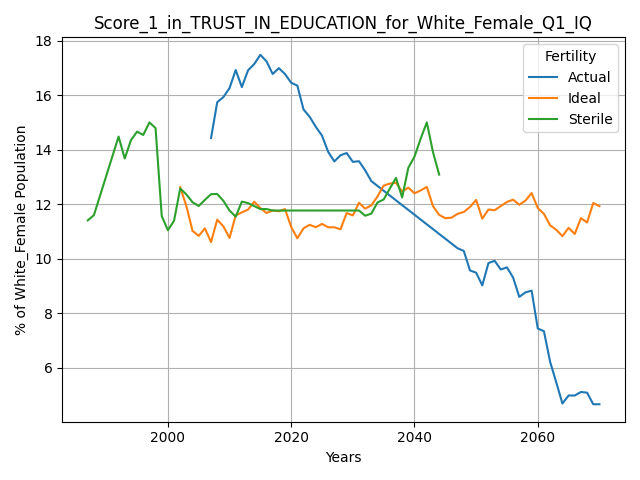 Score_1_in_TRUST_IN_EDUCATION_for_White_Female_Q1_IQ
Fertility
Actual
Ideal
Sterile
% of White_Female Population
18
16
14
12
10
8
6
2000
2020
2040
2060
Years